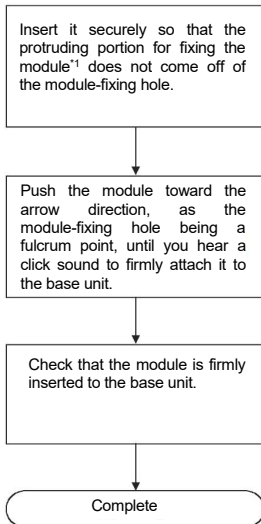 Insert it securely so that the
protruding portion for fixing the
module*1 does not come off of
the module-fixing hole.
Push the module toward the
arrow direction, as the
module-fixing hole being a
fulcrum point, until you hear a
click sound to firmly attach it to
the base unit.
Check that the module is firmly
inserted to the base unit.
Complete